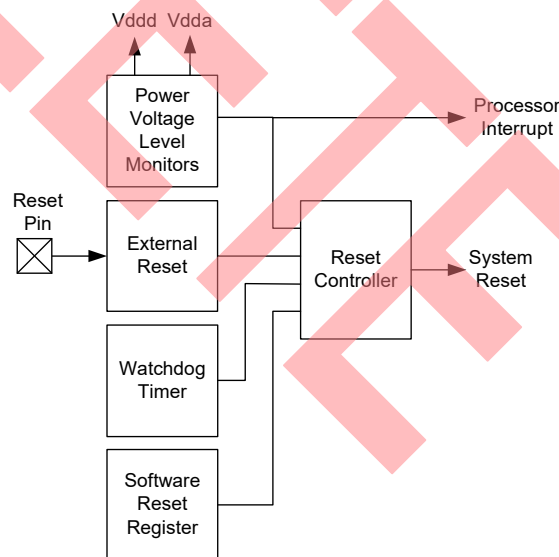 Vddd Vdda
Power
Voltage
Level
Monitors
Processor
Interrupt
Reset
Pin
External
Reset
Reset
Controller
System
Reset
Watchdog
Timer
Software
Reset
Register